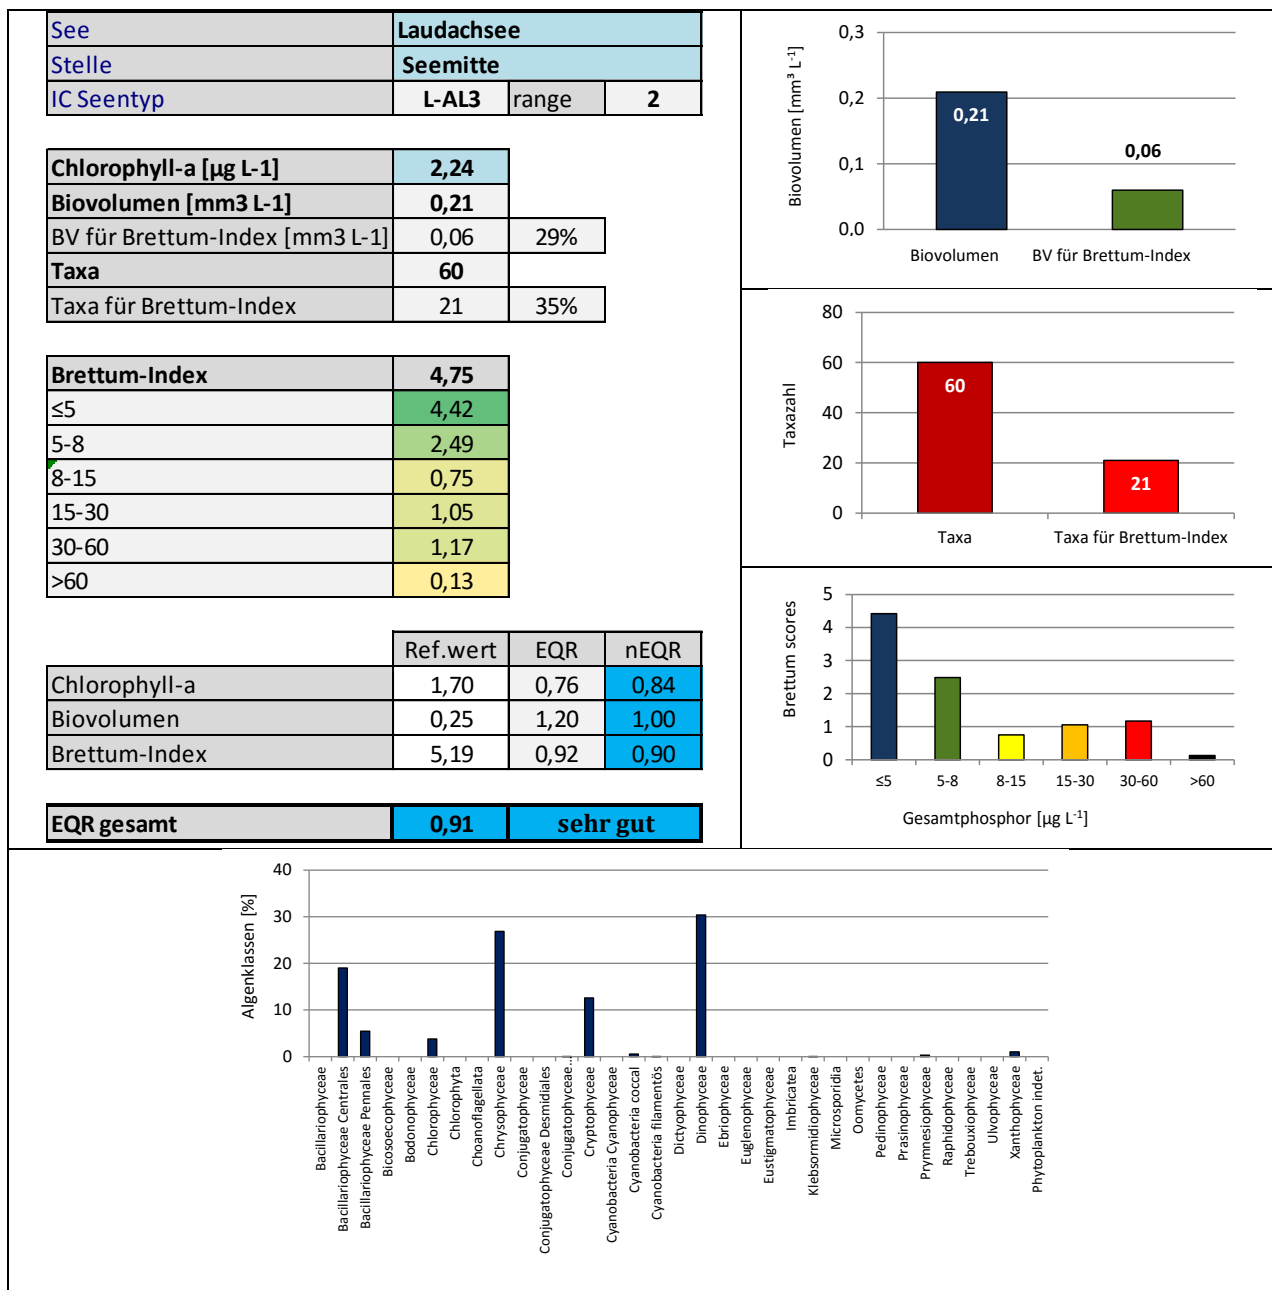 See Laudachsee
Stelle Seemitte
IC Seentyp L-AL3 range 2
Chlorophyll-a [µg L-1] 2,24
Biovolumen [mm3 L-1] 0,21
BV für Brettum-Index [mm3 L-1] 0,06 29%
Taxa 60
Taxa für Brettum-Index 21 35%
Brettum-Index 4,75
≤5 4,42
5-8 2,49
8-15 0,75
15-30 1,05
30-60 1,17
>60 0,13
Ref.wert EQR nEQR
Chlorophyll-a 1,70 0,76 0,84
Biovolumen 0,25 1,20 1,00
Brettum-Index 5,19 0,92 0,90
EQR gesamt 0,91 sehr gut
Biovolumen [mm³ L⁻¹]
0,3
0,2
0,1
0,0
0,21
0,06
Biovolumen BV für Brettum-Index
Taxazahl
80
60
40
20
0
60
21
Taxa Taxa für Brettum-Index
Brettum scores
5
4
3
2
1
0
≤5 5-8 8-15 15-30 30-60 >60
Gesamtphosphor [µg L⁻¹]
Algenklassen [%]
40
30
20
10
0
Bacillariophyceae
Bacillariophyceae Centrales
Bacillariophyceae Pennales
Bicosoecophyceae
Bodonophyceae
Chlorophyceae
Chlorophyta
Choanoflagellata
Chrysophyceae
Conjugatophyceae
Conjugatophyceae Desmidiales
Conjugatophyceae...
Cryptophyceae
Cyanobacteria Cyanophyceae
Cyanobacteria coccal
Cyanobacteria filamentös
Dictyophyceae
Dinophyceae
Ebriophyceae
Euglenophyceae
Eustigmatophyceae
Imbricatea
Klebsormidiophyceae
Microsporidia
Oomycetes
Pedinophyceae
Prasinophyceae
Prymnesiophyceae
Raphidophyceae
Trebouxiophyceae
Ulvophyceae
Xanthophyceae
Phytoplankton indet.